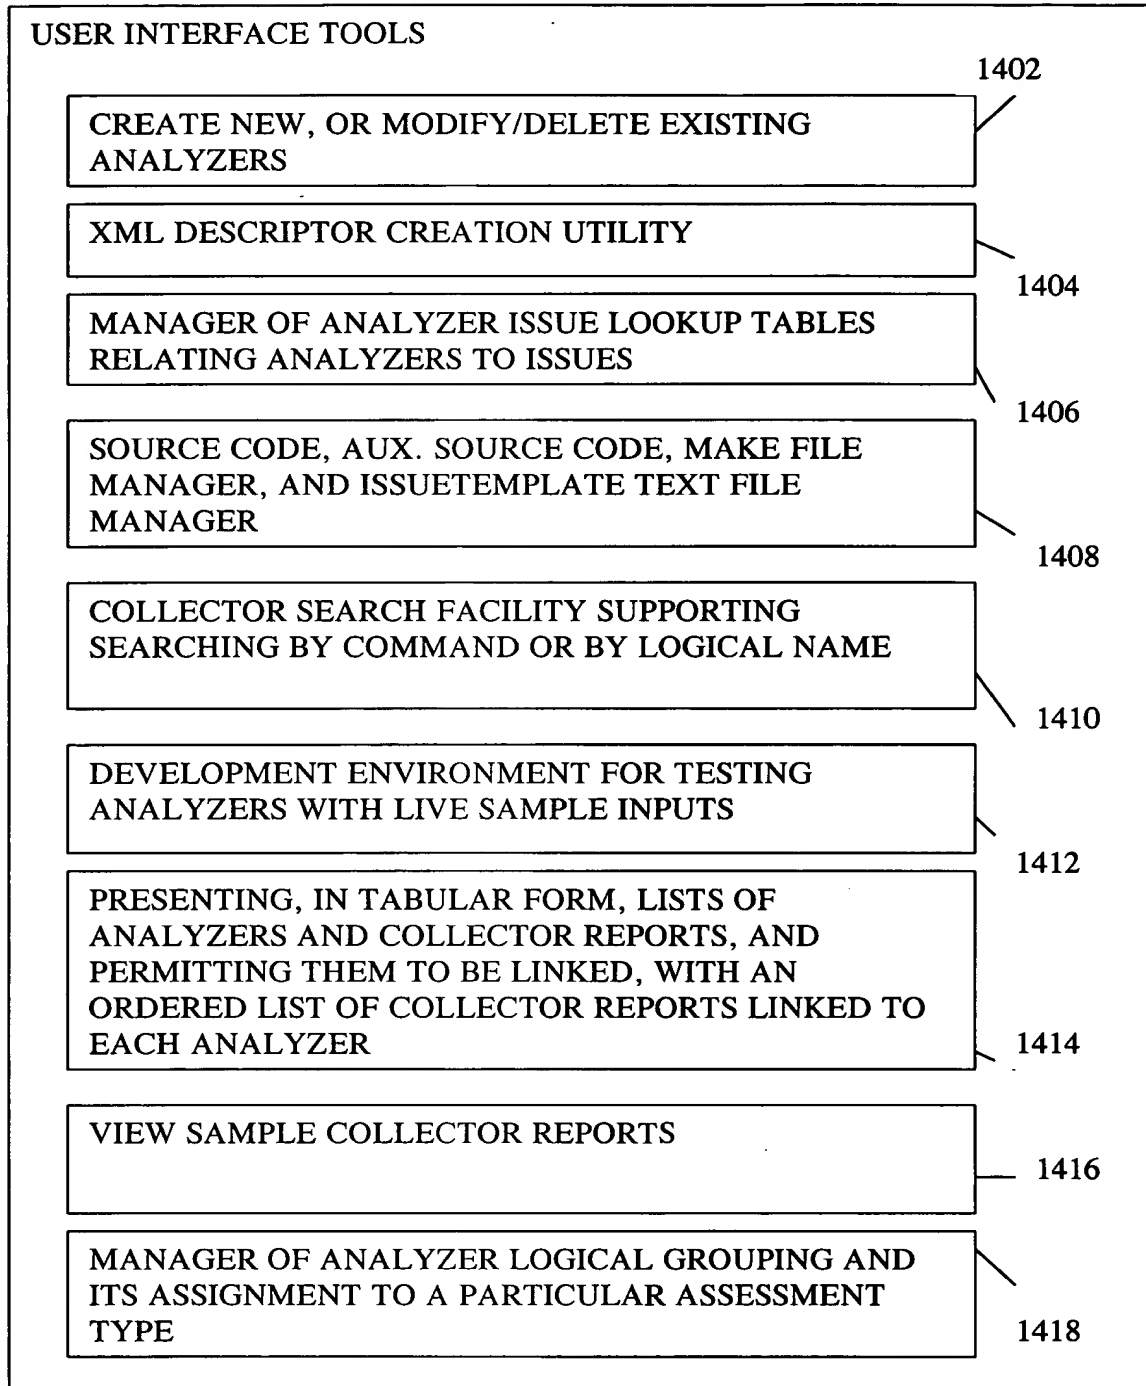 USER INTERFACE TOOLS
1402
CREATE NEW, OR MODIFY/DELETE EXISTING
ANALYZERS
XML DESCRIPTOR CREATION UTILITY
1404
MANAGER OF ANALYZER ISSUE LOOKUP TABLES
RELATING ANALYZERS TO ISSUES
1406
SOURCE CODE, AUX. SOURCE CODE, MAKE FILE
MANAGER, AND ISSUETEMPLATE TEXT FILE
MANAGER
1408
COLLECTOR SEARCH FACILITY SUPPORTING
SEARCHING BY COMMAND OR BY LOGICAL NAME
1410
DEVELOPMENT ENVIRONMENT FOR TESTING
ANALYZERS WITH LIVE SAMPLE INPUTS
1412
PRESENTING, IN TABULAR FORM, LISTS OF
ANALYZERS AND COLLECTOR REPORTS, AND
PERMITTING THEM TO BE LINKED, WITH AN
ORDERED LIST OF COLLECTOR REPORTS LINKED TO
EACH ANALYZER
1414
VIEW SAMPLE COLLECTOR REPORTS
1416
MANAGER OF ANALYZER LOGICAL GROUPING AND
ITS ASSIGNMENT TO A PARTICULAR ASSESSMENT
TYPE
1418